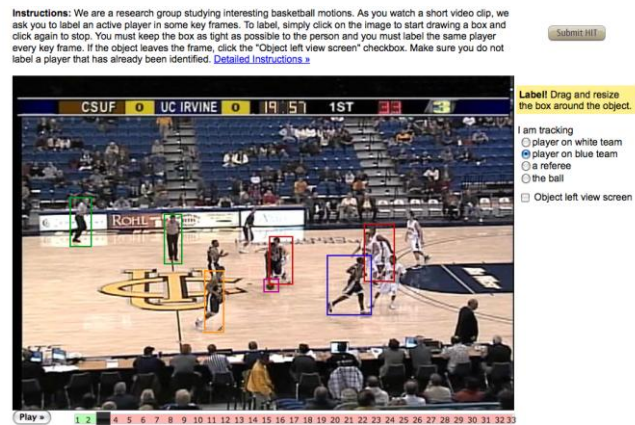 Instructions: We are a research group studying interesting basketball motions. As you watch a short video clip, we
ask you to label an active player in some key frames. To label, simply click on the image to start drawing a box and
click again to stop. You must keep the box as tight as possible to the person and you must label the same player
every key frame. If the object leaves the frame, click the "Object left view screen" checkbox. Make sure you do not
label a player that has already been identified. Detailed Instructions »
Submit HIT
Label! Drag and resize
the box around the object.
I am tracking
player on white team
player on blue team
a referee
the ball
Object left view screen
CSUF 0 UC IRVINE 0 19:57 1ST 33
ROHL
Play »
1 2 4 5 6 7 8 9 10 11 12 13 14 15 16 17 18 19 20 21 22 23 24 25 26 27 28 29 30 31 32 33